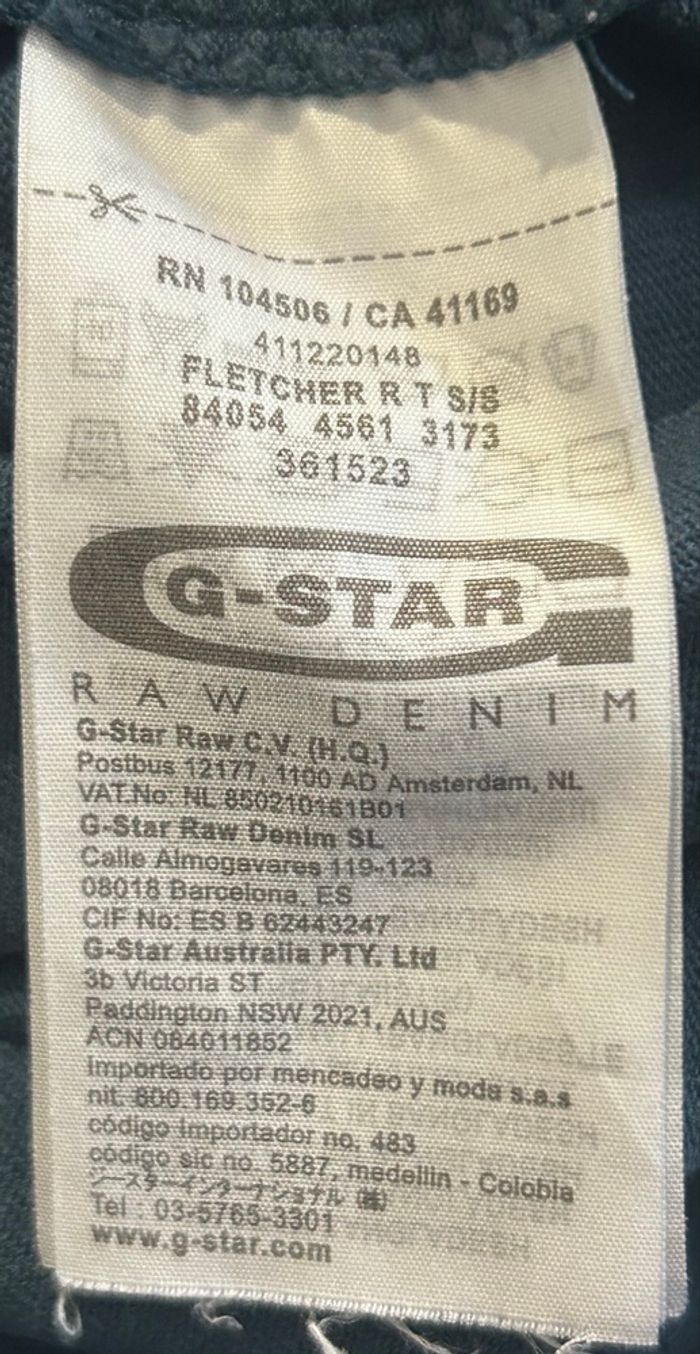 RN 104506 / CA 41169
411220148
FLETCHER R T S/S
84054 4561 3173
361523
G-STAR
RAW DENIM
G-Star Raw C.V. (H.Q.)
Postbus 12177, 1100 AD Amsterdam, NL
VAT.No: NL 850210161B01
G-Star Raw Denim SL
Calle Almogavares 119-123
08018 Barcelona, ES
CIF No: ES B 62443247
G-Star Australia PTY. Ltd
3b Victoria ST
Paddington NSW 2021, AUS
ACN 084011852
Importado por mencadeo y moda s.a.s
nit. 800.169.352-6
código importador no. 483
código sic no. 5887, medellin - Colobia
ジースターインターナショナル ㈱
Tel : 03-5765-3301
www.g-star.com